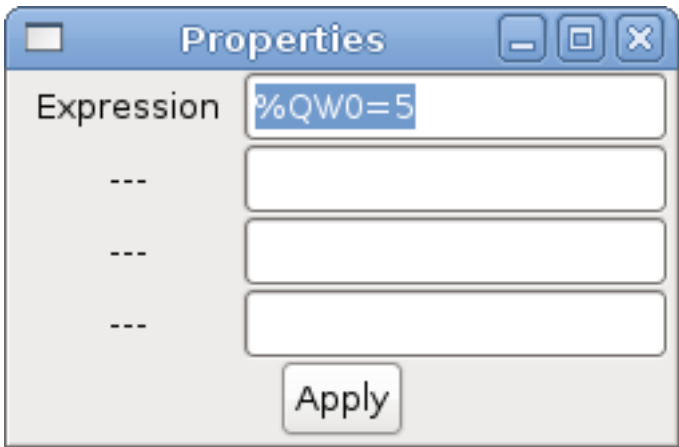 Properties
Expression %QW0=5
---
---
---
Apply